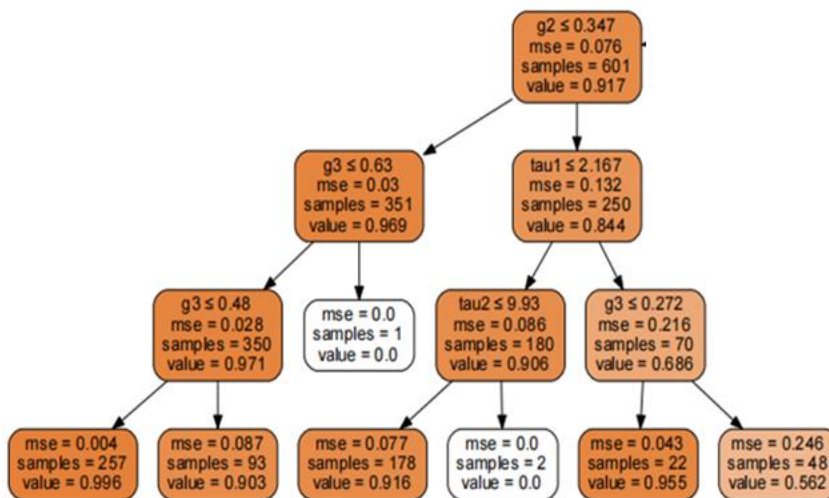 g2 ≤ 0.347
mse = 0.076
samples = 601
value = 0.917
g3 ≤ 0.63
mse = 0.03
samples = 351
value = 0.969
tau1 ≤ 2.167
mse = 0.132
samples = 250
value = 0.844
g3 ≤ 0.48
mse = 0.028
samples = 350
value = 0.971
mse = 0.0
samples = 1
value = 0.0
tau2 ≤ 9.93
mse = 0.086
samples = 180
value = 0.906
g3 ≤ 0.272
mse = 0.216
samples = 70
value = 0.686
mse = 0.004
samples = 257
value = 0.996
mse = 0.087
samples = 93
value = 0.903
mse = 0.077
samples = 178
value = 0.916
mse = 0.0
samples = 2
value = 0.0
mse = 0.043
samples = 22
value = 0.955
mse = 0.246
samples = 48
value = 0.562